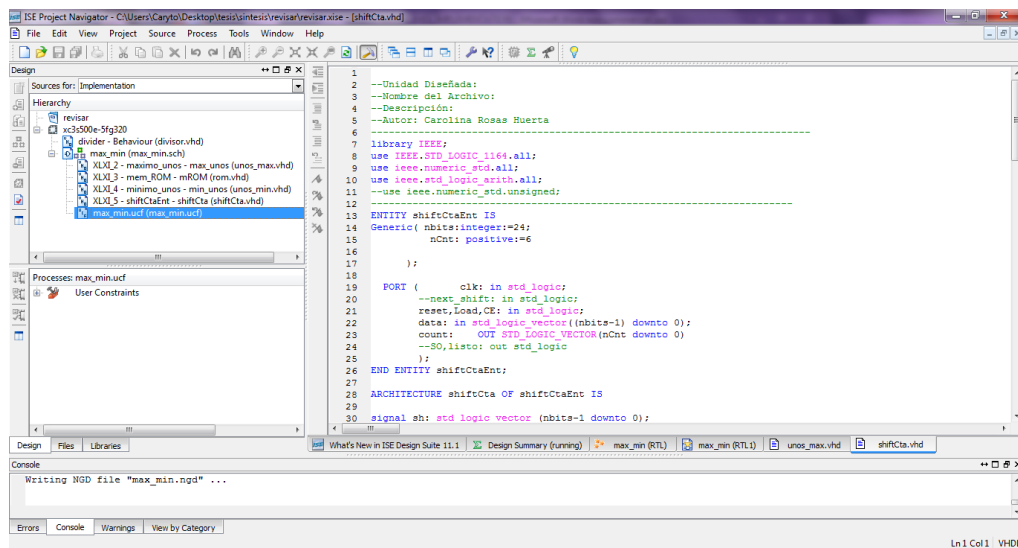 ISE Project Navigator - C:\Users\Caryto\Desktop\tesis\sintesis\revisar\revisar.xise - [shiftCta.vhd]
File Edit View Project Source Process Tools Window Help
Design
Sources for: Implementation
Hierarchy
revisar
xc3s500e-5fg320
divider - Behaviour (divisor.vhd)
max_min (max_min.sch)
XLXI_2 - maximo_unos - max_unos (unos_max.vhd)
XLXI_3 - mem_ROM - mROM (rom.vhd)
XLXI_4 - minimo_unos - min_unos (unos_min.vhd)
XLXI_5 - shiftCtaEnt - shiftCta (shiftCta.vhd)
max_min.ucf (max_min.ucf)
Processes: max_min.ucf
User Constraints
Design Files Libraries
1
2 --Unidad Diseñada:
3 --Nombre del Archivo:
4 --Descripción:
5 --Autor: Carolina Rosas Huerta
6 ----------------------------------------------------------------------
7 library IEEE;
8 use IEEE.STD_LOGIC_1164.all;
9 use ieee.numeric_std.all;
10 use ieee.std_logic_arith.all;
11 --use ieee.numeric_std.unsigned;
12 -------------------------------------------------------------------
13 ENTITY shiftCtaEnt IS
14 Generic( nbits:integer:=24;
15 nCnt: positive:=6
16
17 );
18
19 PORT ( clk: in std_logic;
20 --next_shift: in std_logic;
21 reset,Load,CE: in std_logic;
22 data: in std_logic_vector((nbits-1) downto 0);
23 count: OUT STD_LOGIC_VECTOR(nCnt downto 0)
24 --SO,listo: out std_logic
25 );
26 END ENTITY shiftCtaEnt;
27
28 ARCHITECTURE shiftCta OF shiftCtaEnt IS
29
30 signal sh: std_logic_vector (nbits-1 downto 0);
What's New in ISE Design Suite 11.1 Design Summary (running) max_min (RTL) max_min (RTL1) unos_max.vhd shiftCta.vhd
Console
Writing NGD file "max_min.ngd" ...
Errors Console Warnings View by Category
Ln 1 Col 1 VHDL